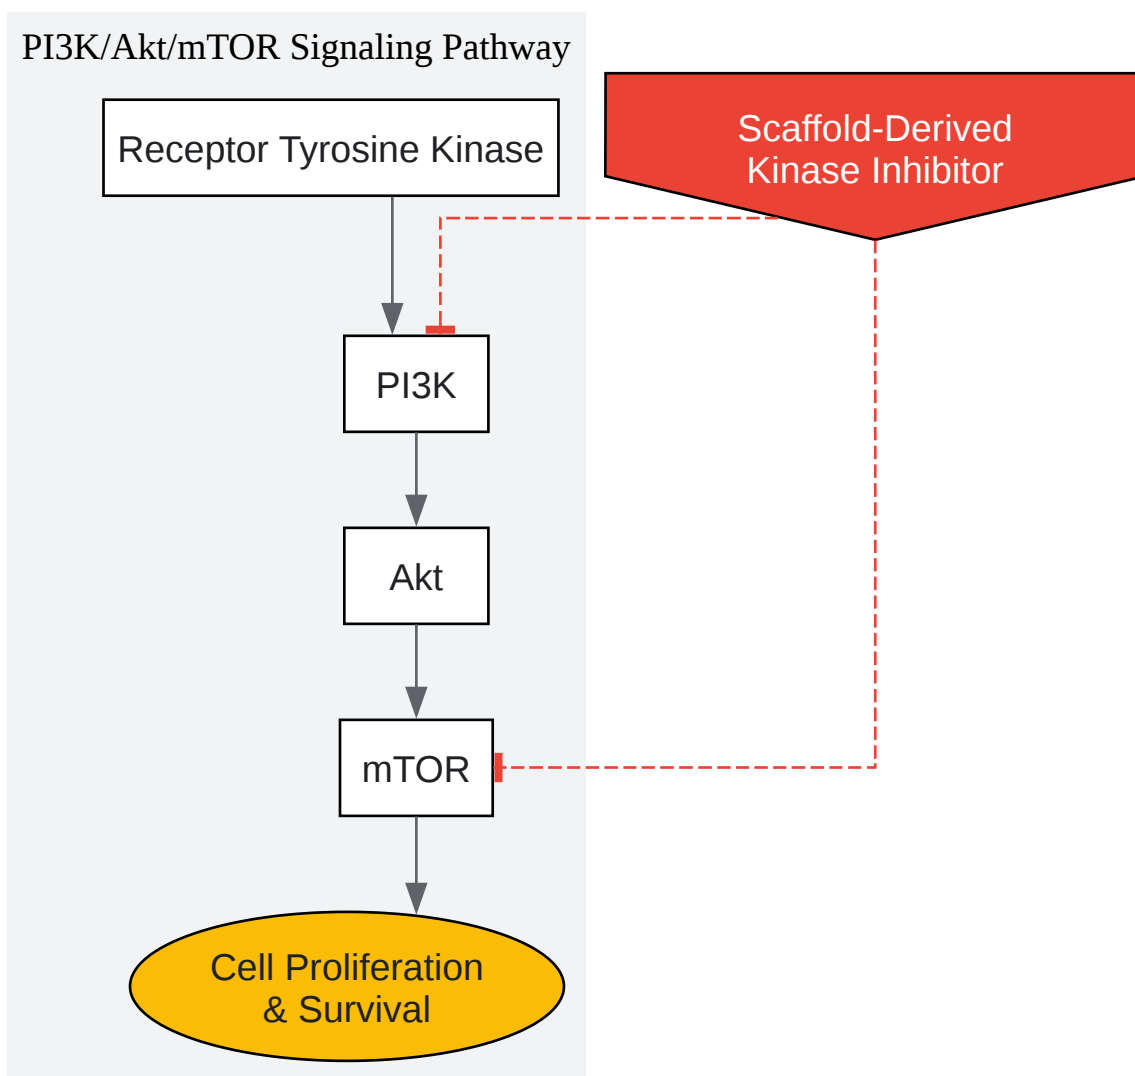 PI3K/Akt/mTOR Signaling Pathway
Receptor Tyrosine Kinase
Scaffold-Derived
Kinase Inhibitor
PI3K
Akt
mTOR
Cell Proliferation
& Survival